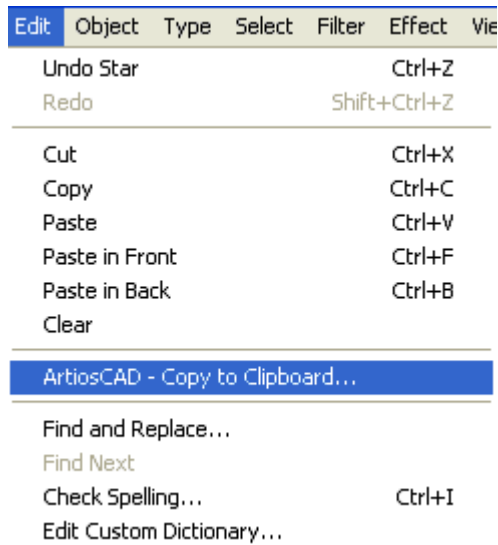 Edit Object Type Select Filter Effect Vie
Undo Star Ctrl+Z
Redo Shift+Ctrl+Z
Cut Ctrl+X
Copy Ctrl+C
Paste Ctrl+V
Paste in Front Ctrl+F
Paste in Back Ctrl+B
Clear
ArtiosCAD - Copy to Clipboard...
Find and Replace...
Find Next
Check Spelling... Ctrl+I
Edit Custom Dictionary...